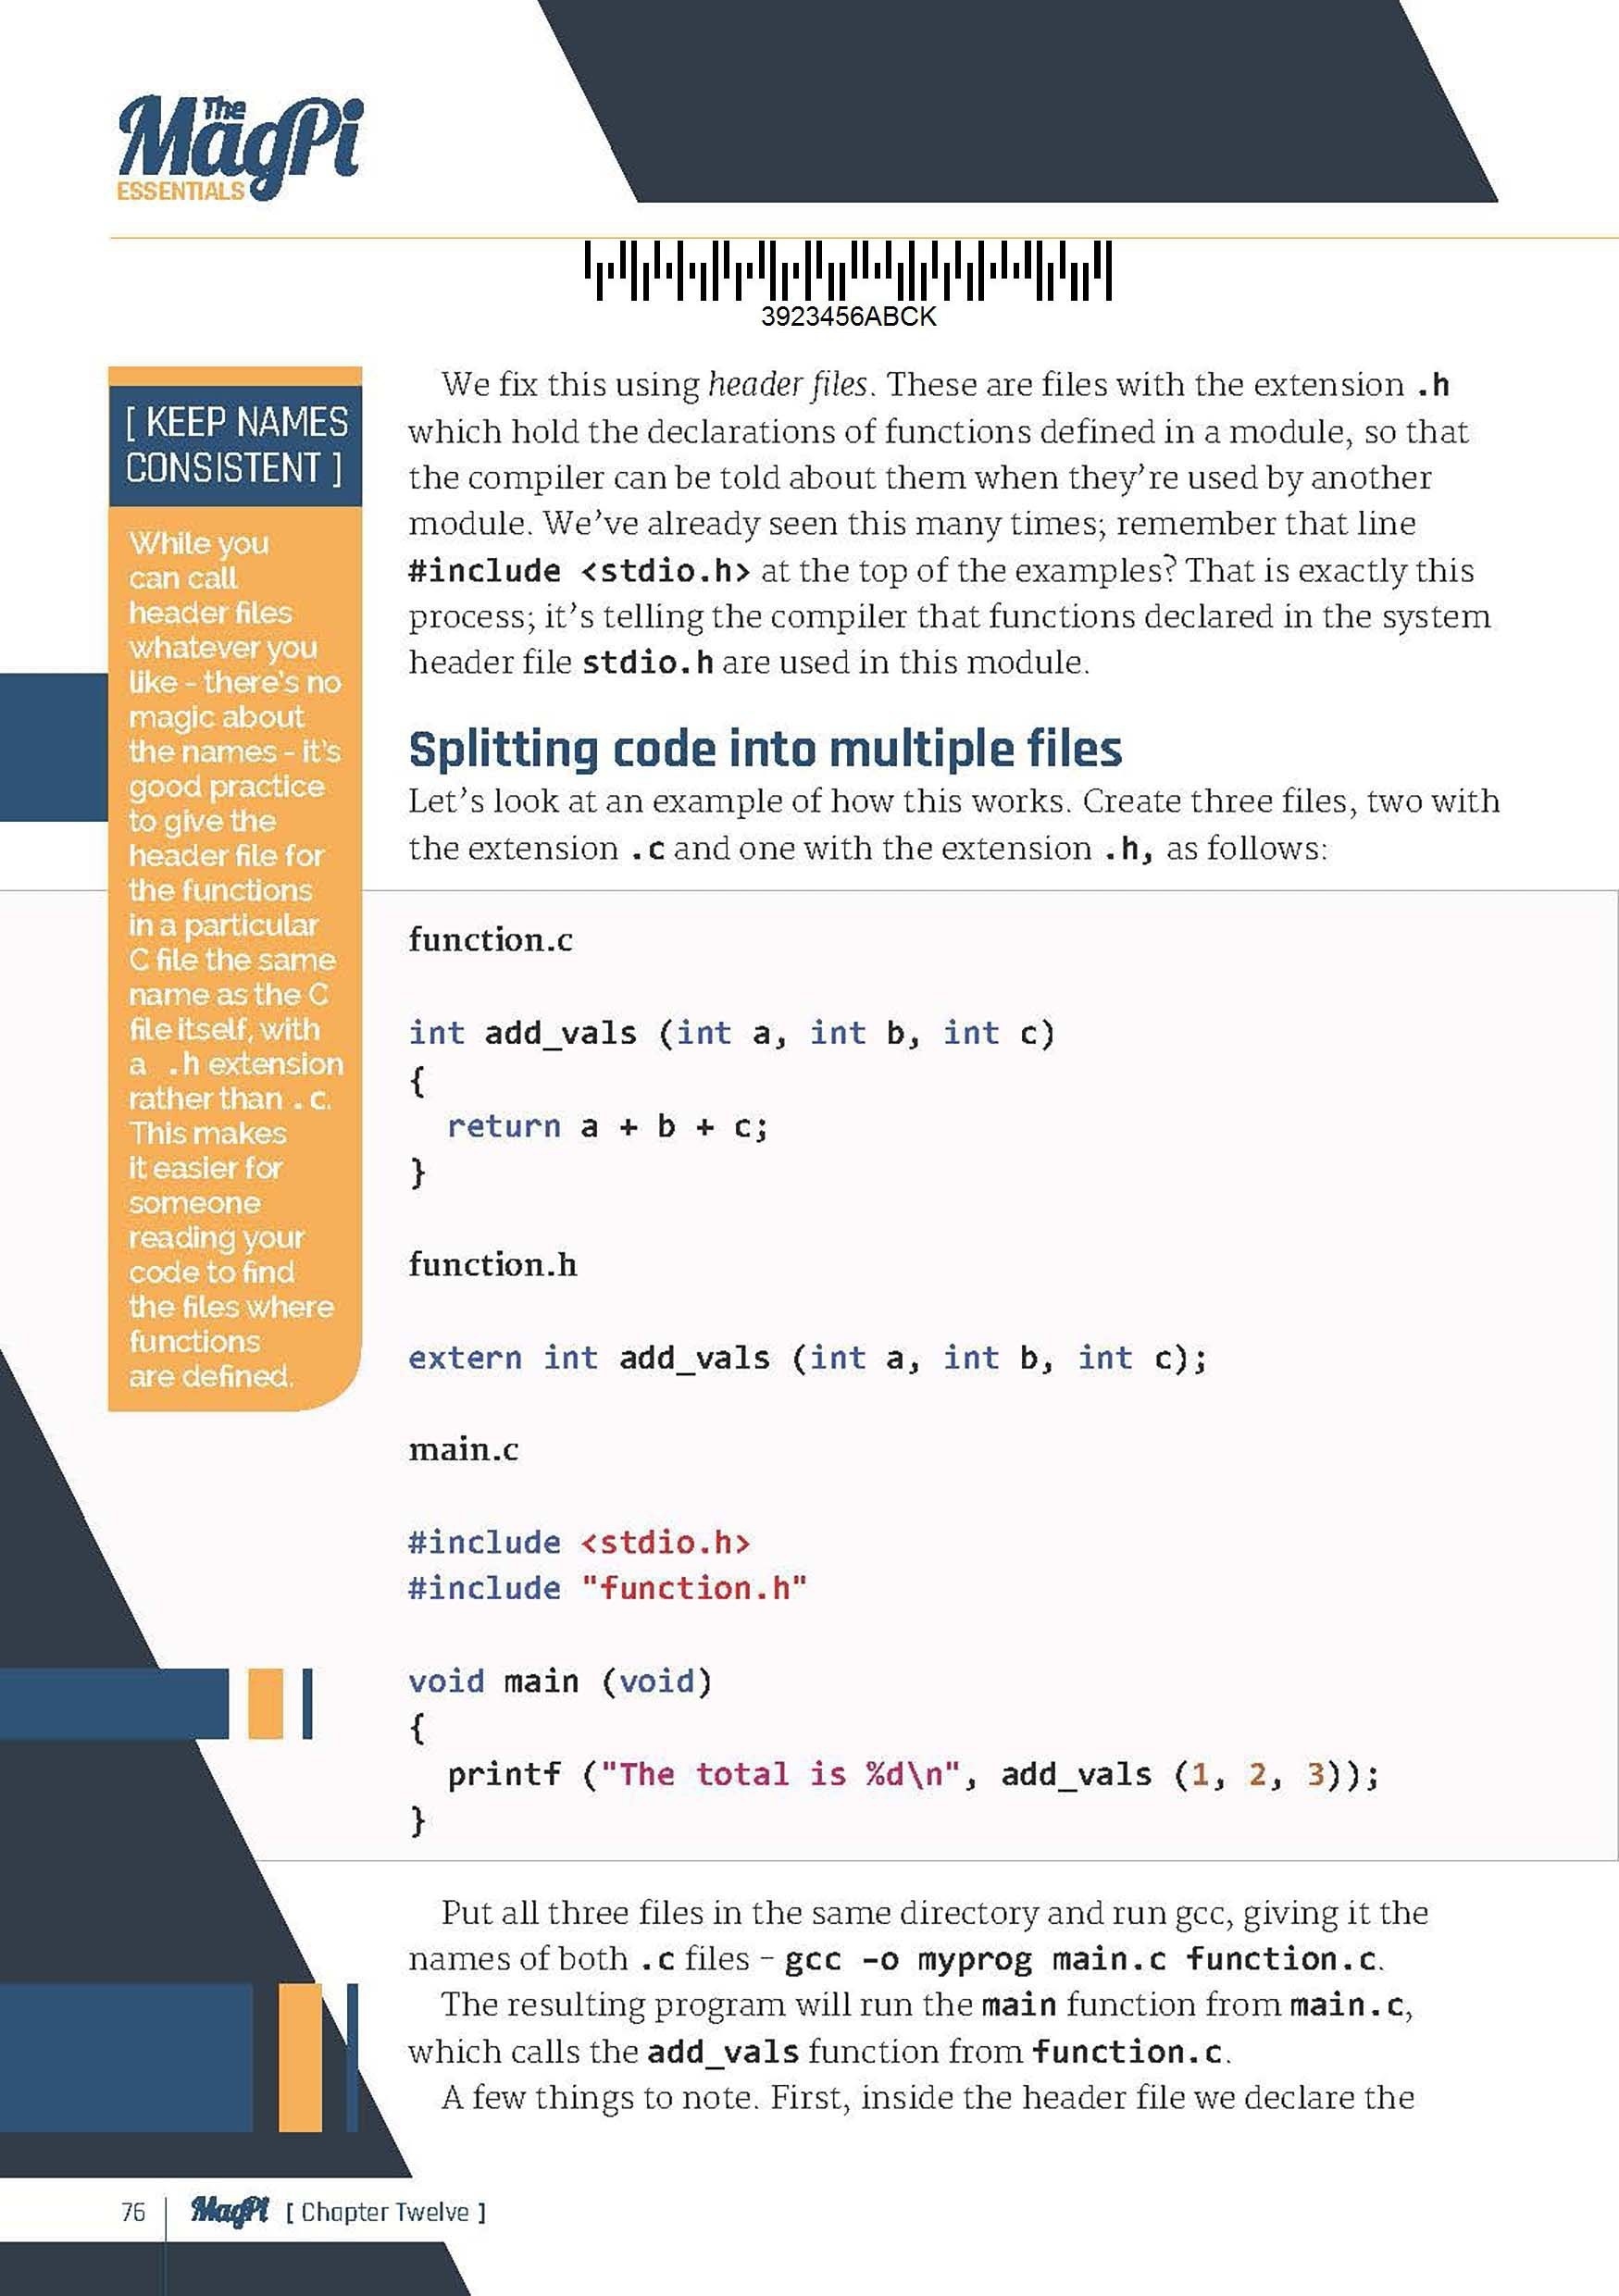 The MagPi
ESSENTIALS
3923456ABCK
[ KEEP NAMES
CONSISTENT ]
While you
can call
header files
whatever you
like - there's no
magic about
the names - it's
good practice
to give the
header file for
the functions
in a particular
C file the same
name as the C
file itself, with
a .h extension
rather than .c.
This makes
it easier for
someone
reading your
code to find
the files where
functions
are defined.
We fix this using header files. These are files with the extension .h
which hold the declarations of functions defined in a module, so that
the compiler can be told about them when they’re used by another
module. We’ve already seen this many times; remember that line
#include <stdio.h> at the top of the examples? That is exactly this
process; it’s telling the compiler that functions declared in the system
header file stdio.h are used in this module.
Splitting code into multiple files
Let’s look at an example of how this works. Create three files, two with
the extension .c and one with the extension .h, as follows:
function.c
int add_vals (int a, int b, int c)
{
  return a + b + c;
}
function.h
extern int add_vals (int a, int b, int c);
main.c
#include <stdio.h>
#include "function.h"
void main (void)
{
  printf ("The total is %d\n", add_vals (1, 2, 3));
}
Put all three files in the same directory and run gcc, giving it the
names of both .c files – gcc –o myprog main.c function.c.
The resulting program will run the main function from main.c,
which calls the add_vals function from function.c.
A few things to note. First, inside the header file we declare the
76 MagPi [ Chapter Twelve ]